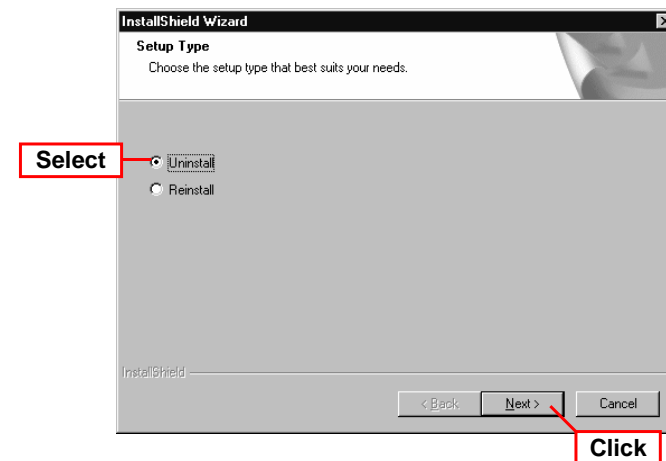 InstallShield Wizard
Setup Type
Choose the setup type that best suits your needs.
Select
Uninstall
Reinstall
InstallShield
< Back
Next >
Cancel
Click